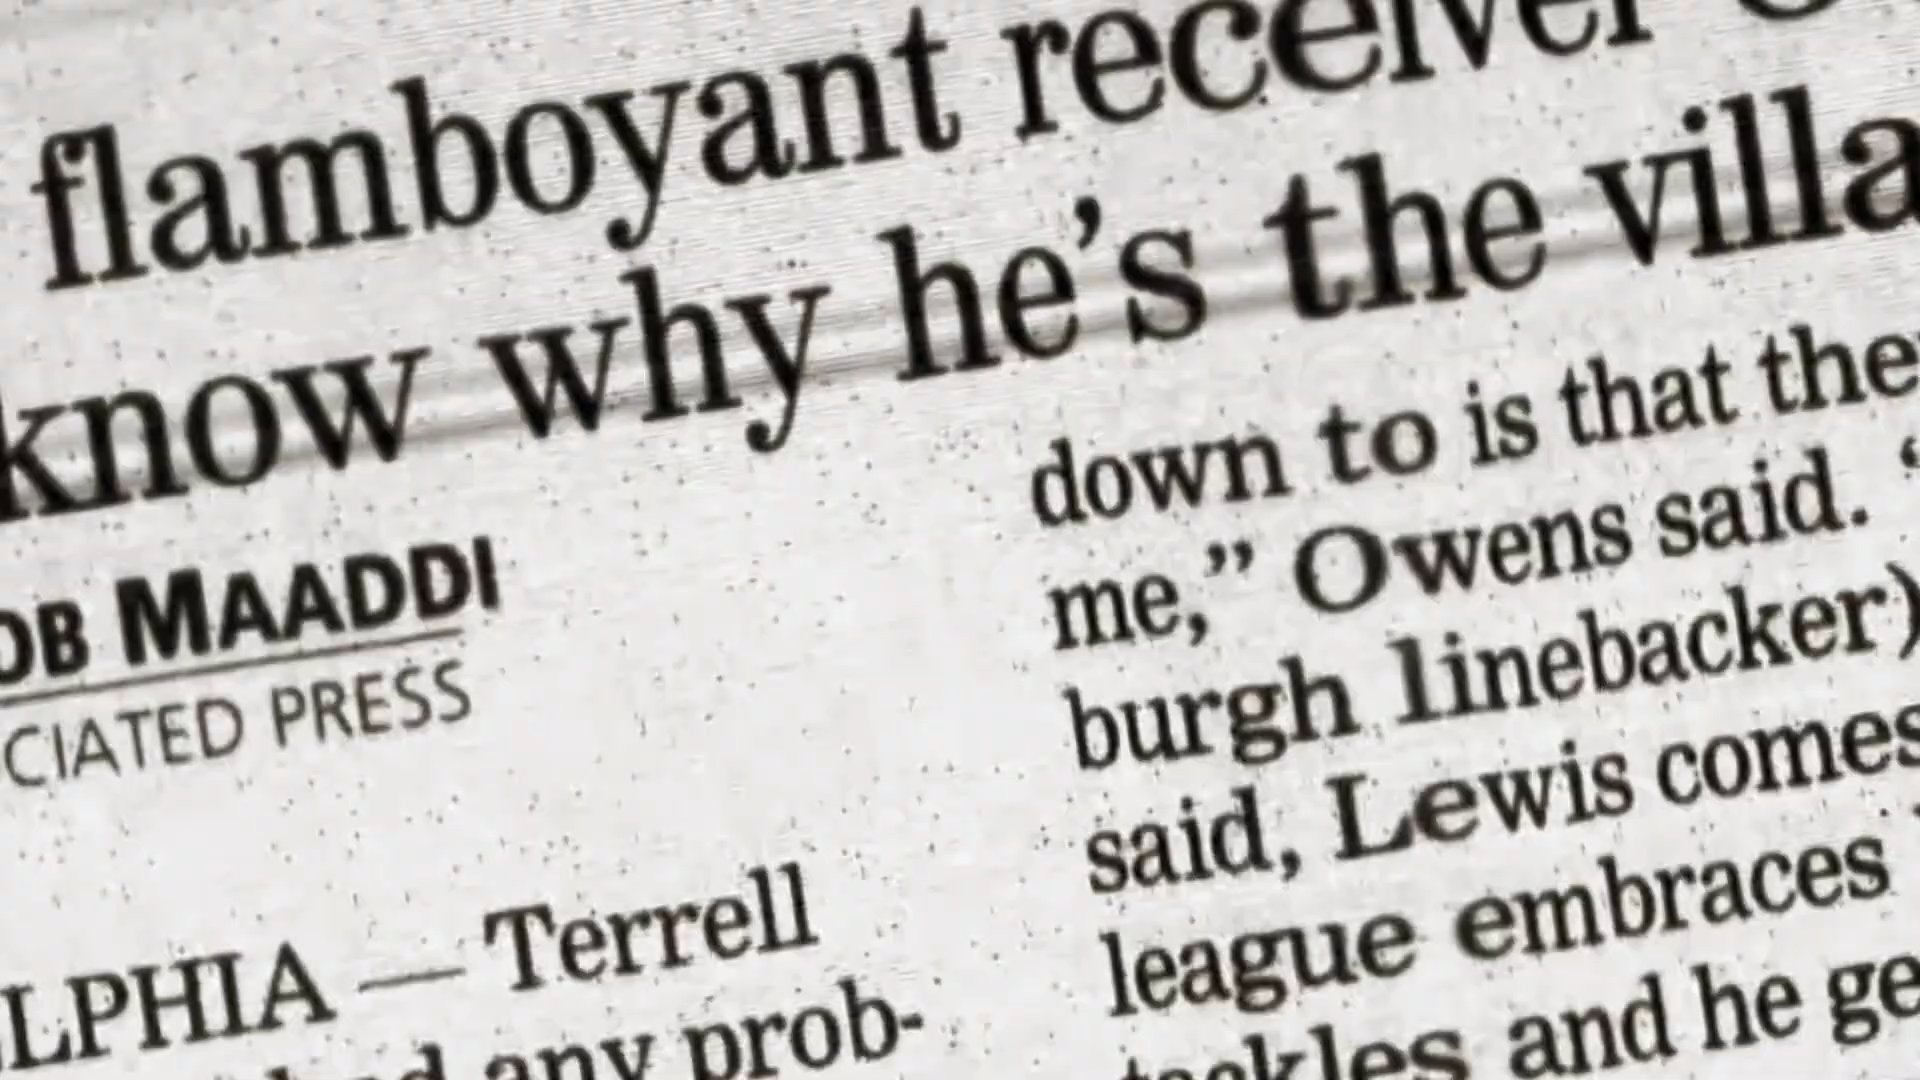 flamboyant receiver
know why he's the villa
OB MAADDI
CIATED PRESS
LPHIA — Terrell
any prob-
down to is that they
me,” Owens said. “
burgh linebacker)
said, Lewis comes
league embraces
tackles and he ge